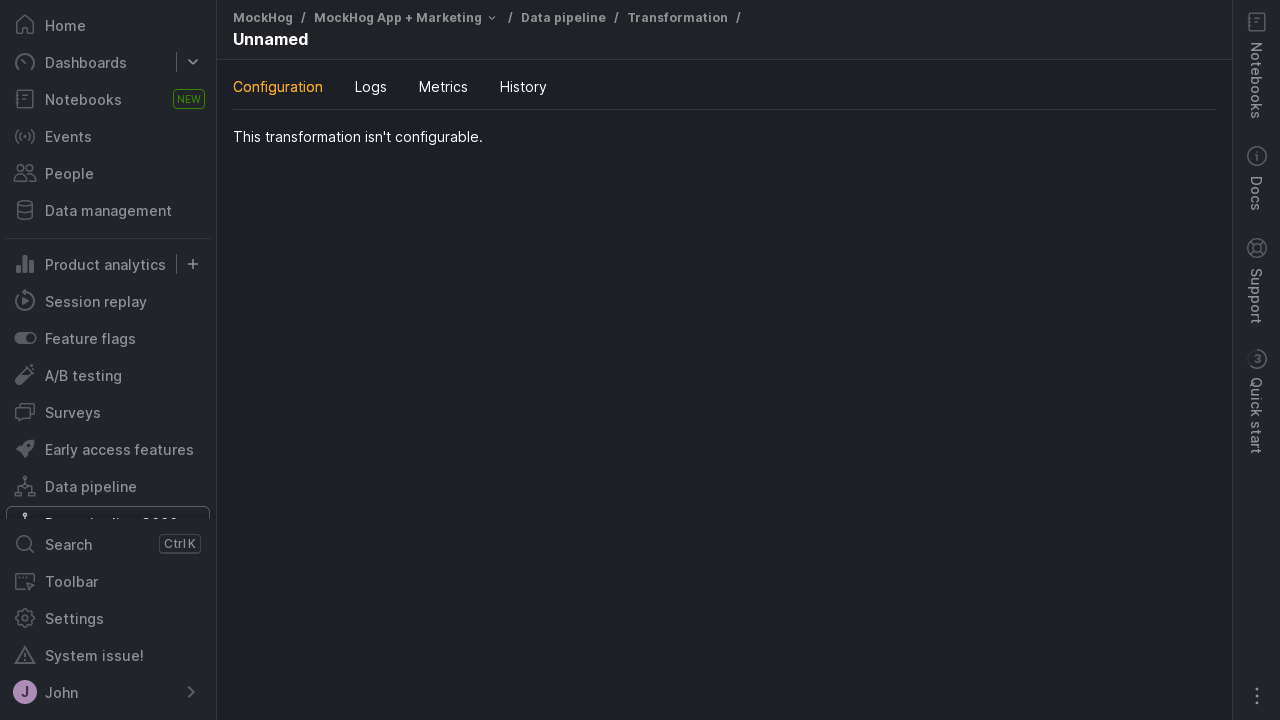 MockHog / MockHog App + Marketing / Data pipeline / Transformation /
Unnamed
Home
Dashboards
Notebooks NEW
Events
People
Data management
Product analytics
Session replay
Feature flags
A/B testing
Surveys
Early access features
Data pipeline
Search Ctrl K
Toolbar
Settings
System issue!
J John
Configuration Logs Metrics History
This transformation isn't configurable.
Notebooks
Docs
Support
3 Quick start